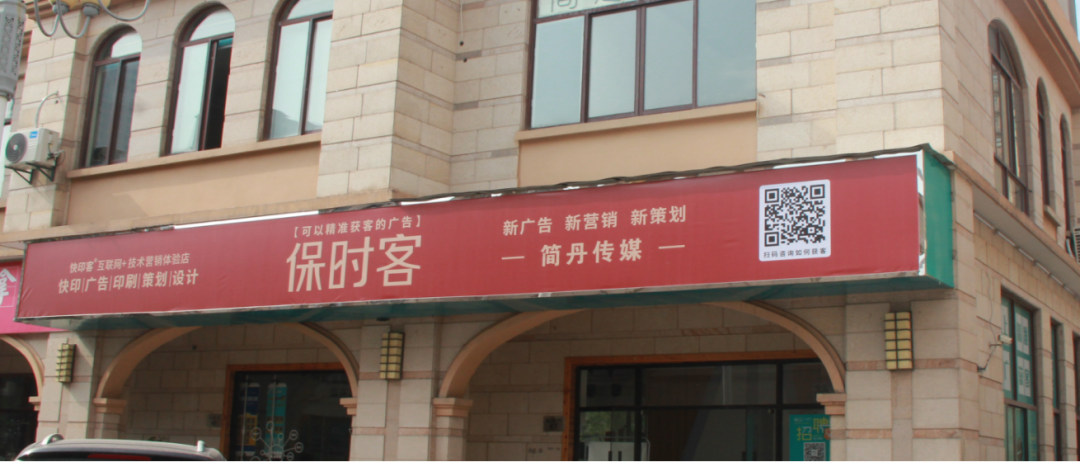 快印客®互联网+技术营销体验店
快印|广告|印刷|策划|设计
【可以精准获客的广告】
保时客
新广告 新营销 新策划
— 简丹传媒 —
扫码咨询如何获客
招聘